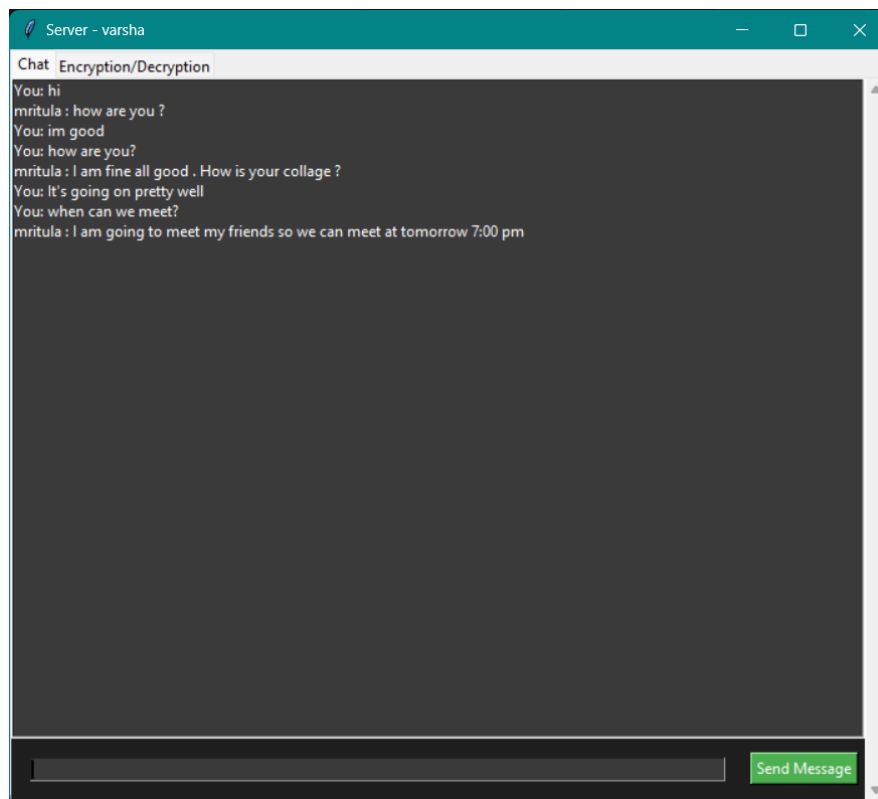 Server - varsha
Chat Encryption/Decryption
You: hi
mritula : how are you ?
You: im good
You: how are you?
mritula : I am fine all good . How is your collage ?
You: It's going on pretty well
You: when can we meet?
mritula : I am going to meet my friends so we can meet at tomorrow 7:00 pm
Send Message